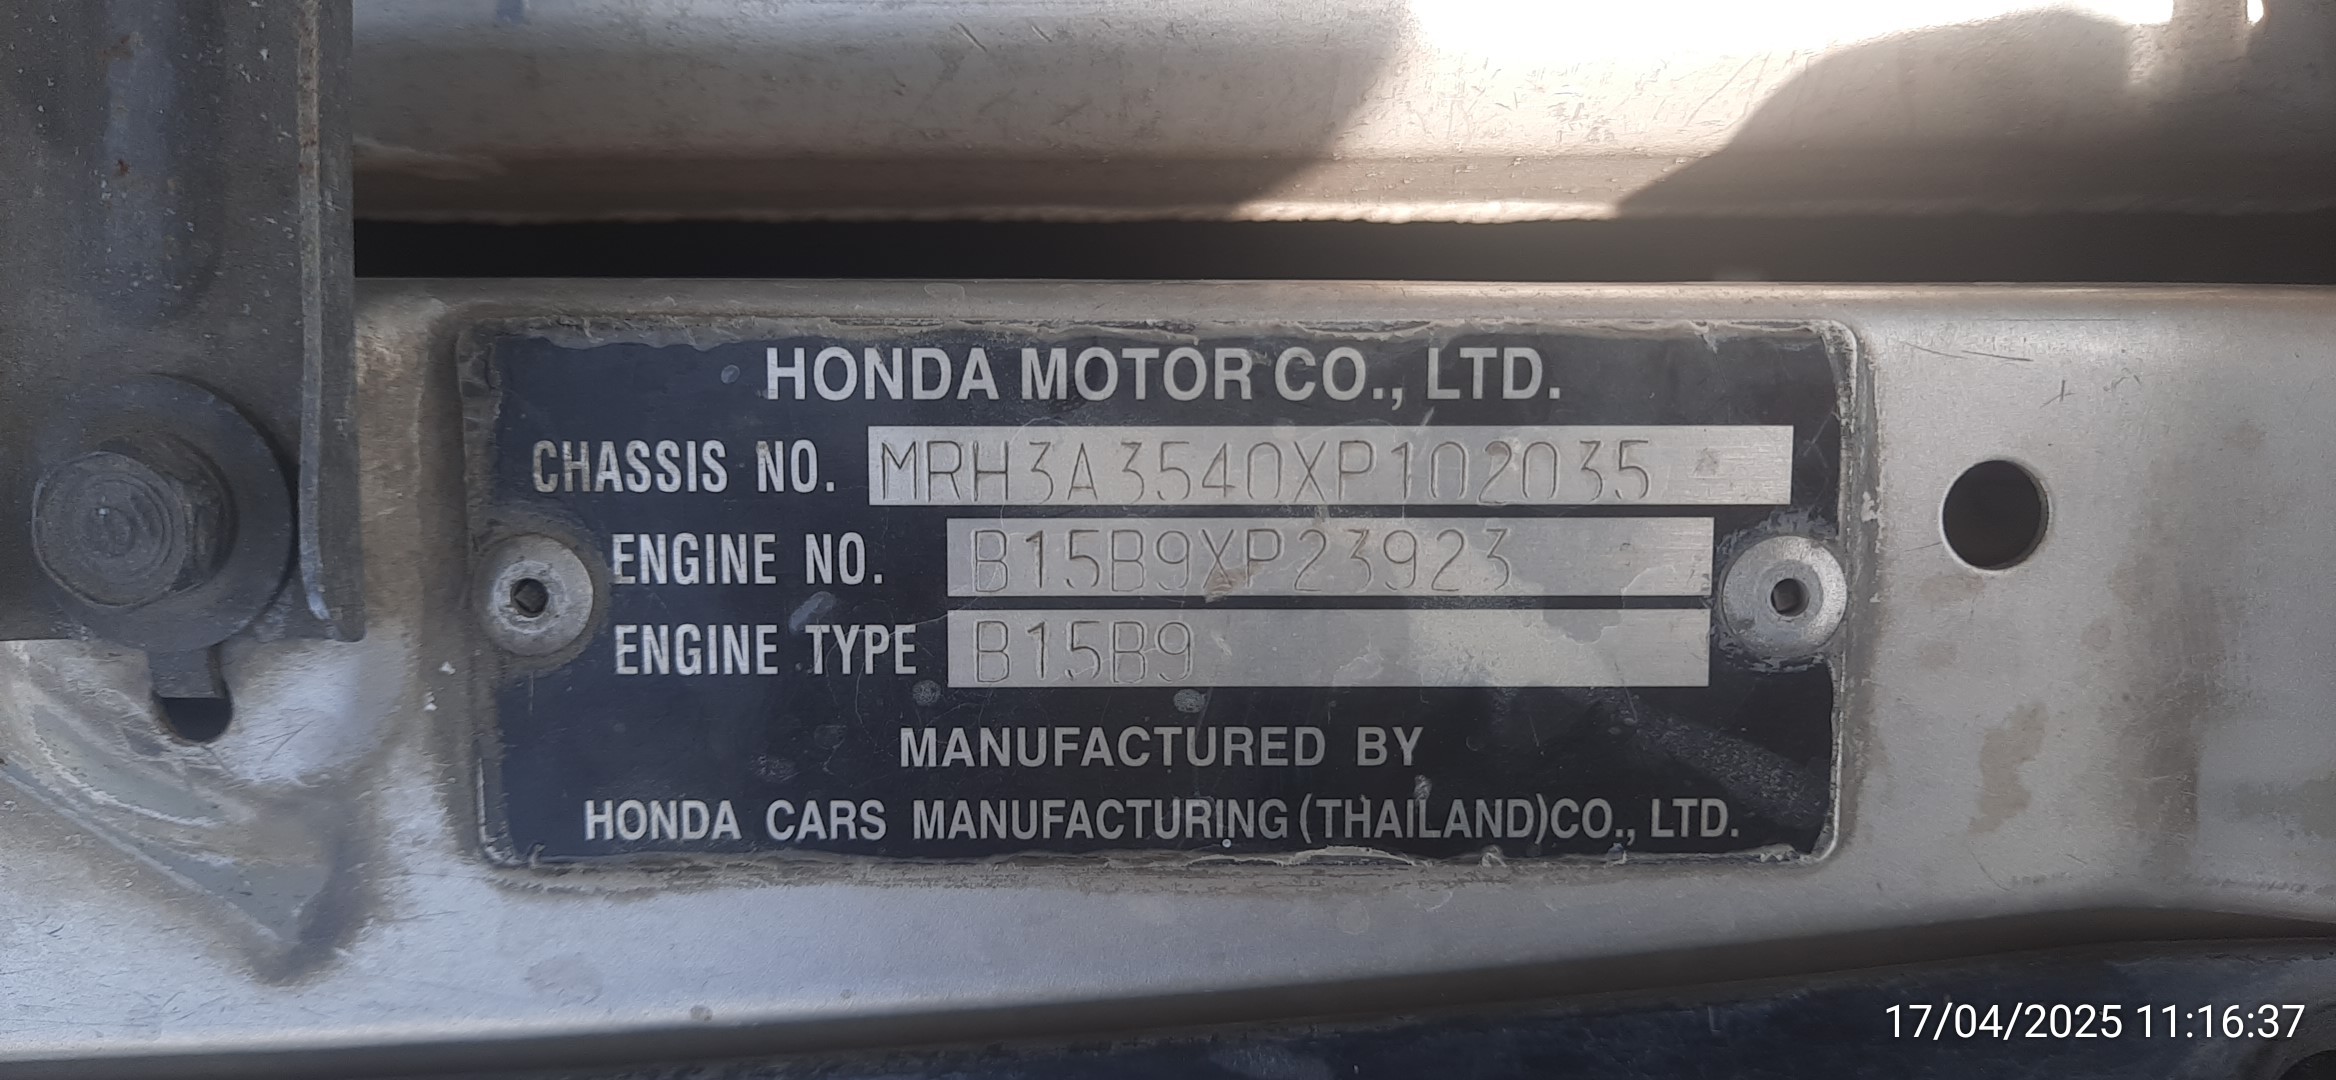 HONDA MOTOR CO., LTD.
CHASSIS NO. MRH3A3540XP102035
ENGINE NO. B15B9XP23923
ENGINE TYPE B15B9
MANUFACTURED BY
HONDA CARS MANUFACTURING (THAILAND)CO., LTD.
17/04/2025 11:16:37